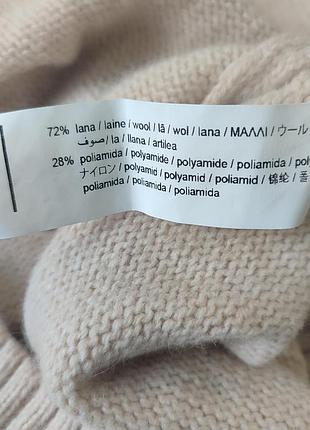 72% lana / laine / wool / lã / wol / lana / ΜΑΛΛΙ / ウール
صوف / la / llana / artilea
28% poliamida / polyamide / polyamide / poliamida / pol
ナイロン / polyamid / polyamid / poliamid / 锦纶 / 폴
poliamida / poliamida / poliamida